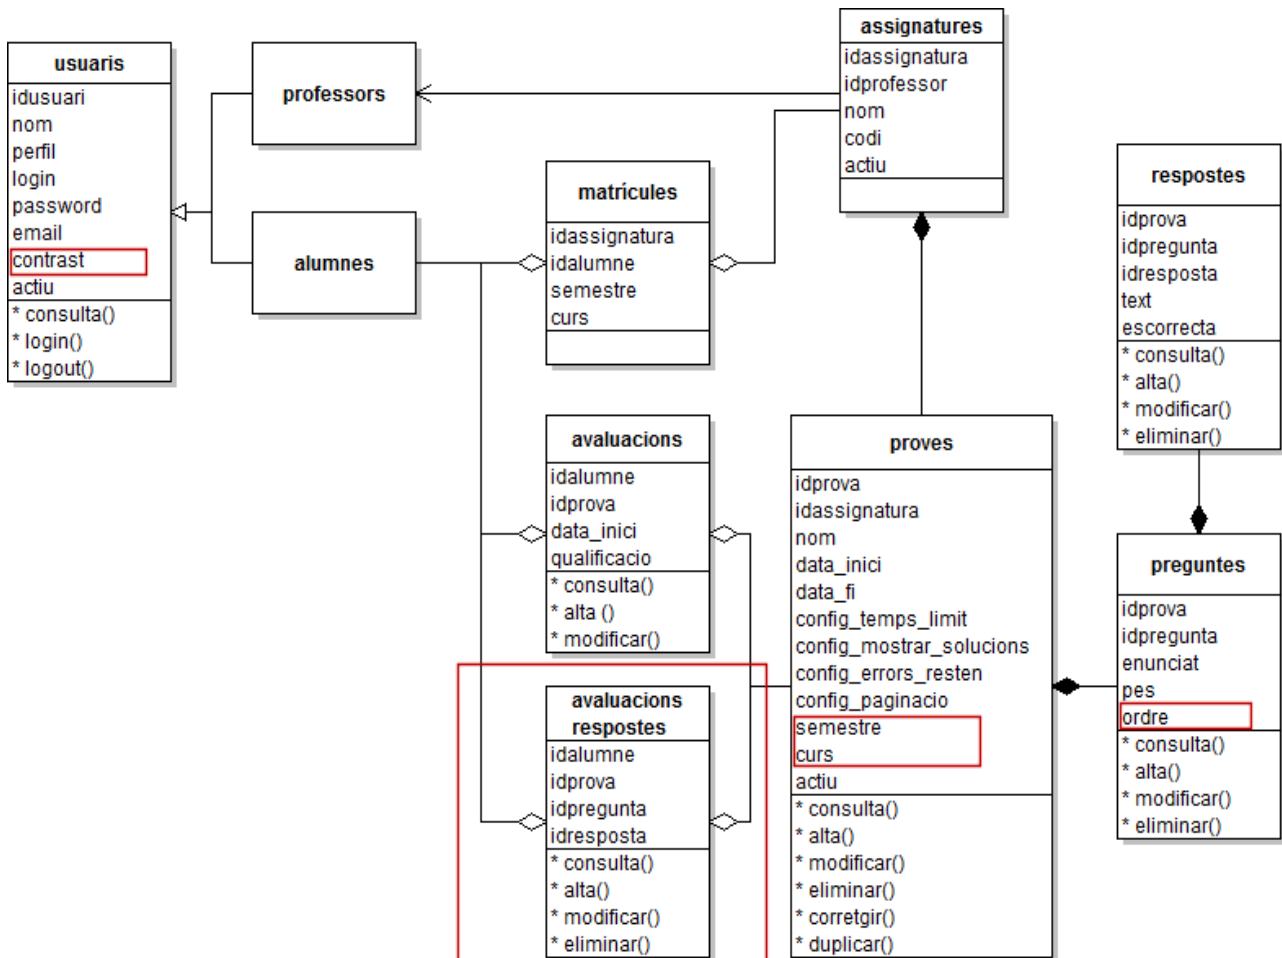 usuaris
idusuari
nom
perfil
login
password
email
contrast
actiu
* consulta()
* login()
* logout()
professors
alumnes
matrícules
idassignatura
idalumne
semestre
curs
avaluacions
idalumne
idprova
data_inici
qualificacio
* consulta()
* alta ()
* modificar()
avaluacions
respostes
idalumne
idprova
idpregunta
idresposta
* consulta()
* alta()
* modificar()
* eliminar()
assignatures
idassignatura
idprofessor
nom
codi
actiu
proves
idprova
idassignatura
nom
data_inici
data_fi
config_temps_limit
config_mostrar_solucions
config_errors_resten
config_paginacio
semestre
curs
actiu
* consulta()
* alta()
* modificar()
* eliminar()
* corretgir()
* duplicar()
respostes
idprova
idpregunta
idresposta
text
escorrecta
* consulta()
* alta()
* modificar()
* eliminar()
preguntes
idprova
idpregunta
enunciat
pes
ordre
* consulta()
* alta()
* modificar()
* eliminar()